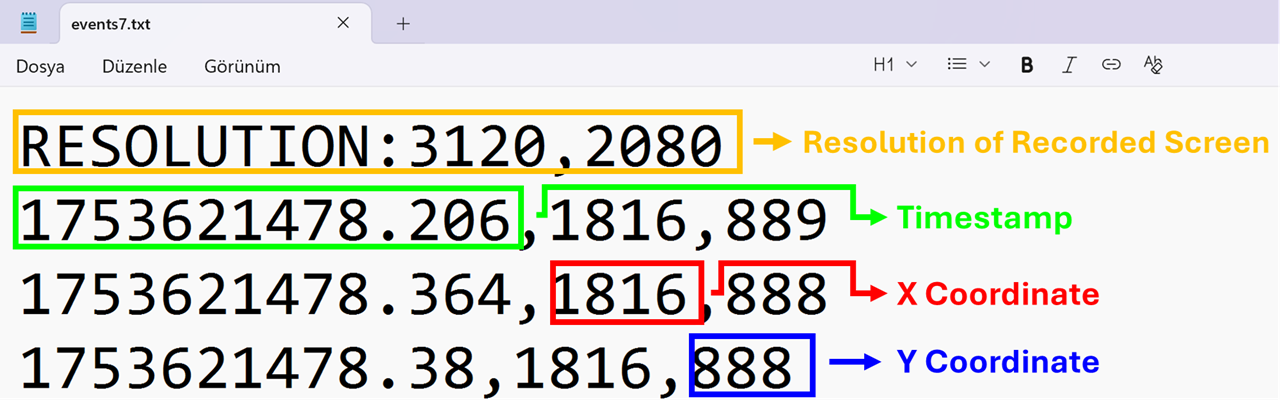 events7.txt
Dosya Düzenle Görünüm H1 B I Ab
RESOLUTION:3120,2080 Resolution of Recorded Screen
1753621478.206,1816,889 Timestamp
1753621478.364,1816,888 X Coordinate
1753621478.38,1816,888 Y Coordinate